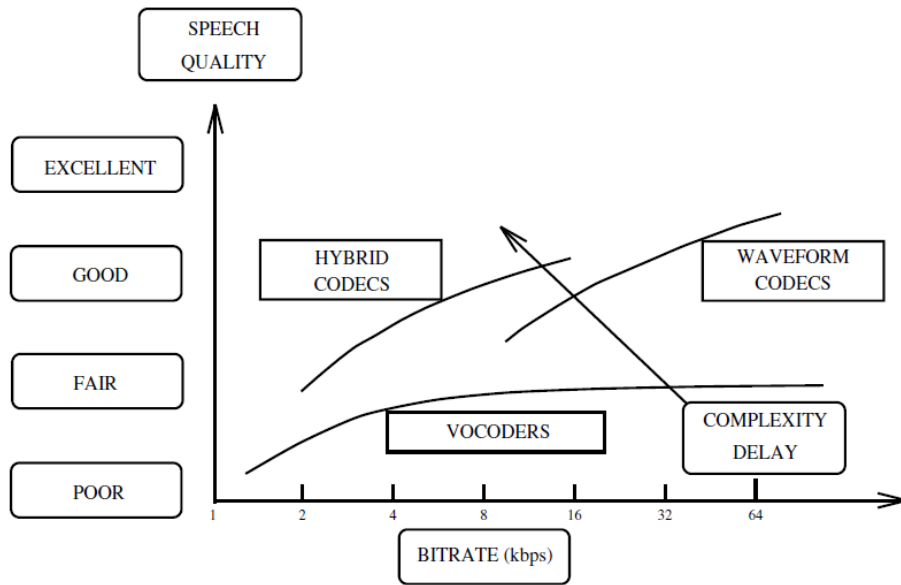 SPEECH
QUALITY
EXCELLENT
HYBRID
CODECS
WAVEFORM
CODECS
GOOD
FAIR
VOCODERS
COMPLEXITY
DELAY
POOR
1 2 4 8 16 32 64
BITRATE (kbps)